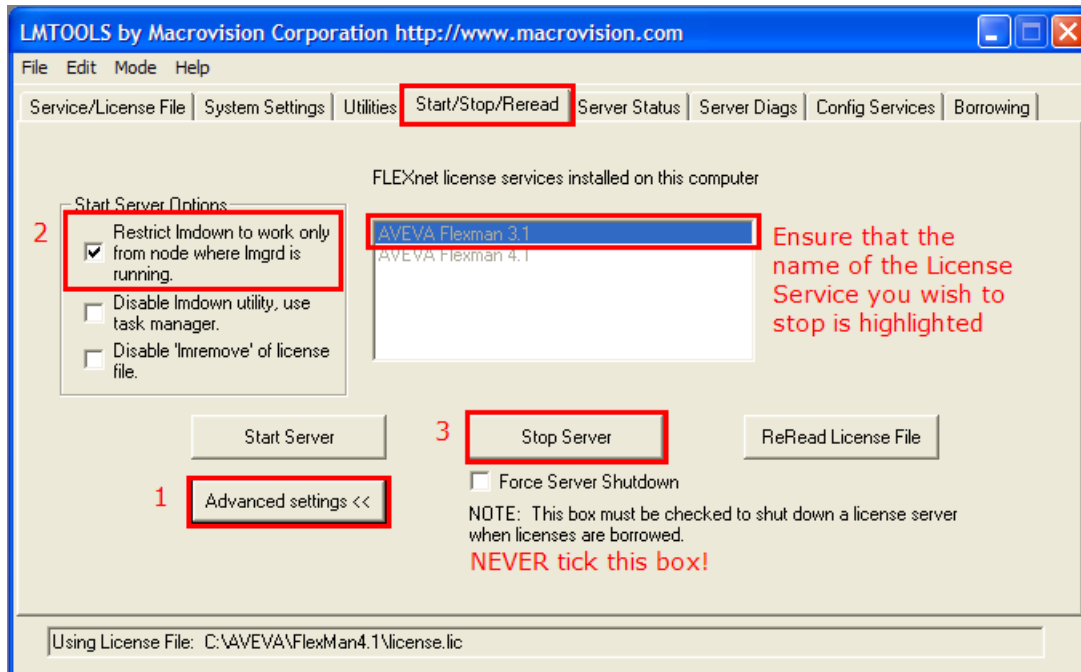 LMTOOLS by Macrovision Corporation http://www.macrovision.com
File Edit Mode Help
Service/License File System Settings Utilities Start/Stop/Reread Server Status Server Diags Config Services Borrowing
FLEXnet license services installed on this computer
Start Server Options
2
Restrict lmdown to work only
from node where lmgrd is
running.
Disable lmdown utility, use
task manager.
Disable 'lmremove' of license
file.
AVEVA Flexman 3.1
AVEVA Flexman 4.1
Ensure that the
name of the License
Service you wish to
stop is highlighted
Start Server
3
Stop Server
ReRead License File
1
Advanced settings <<
Force Server Shutdown
NOTE: This box must be checked to shut down a license server
when licenses are borrowed.
NEVER tick this box!
Using License File: C:\AVEVA\FlexMan4.1\license.lic